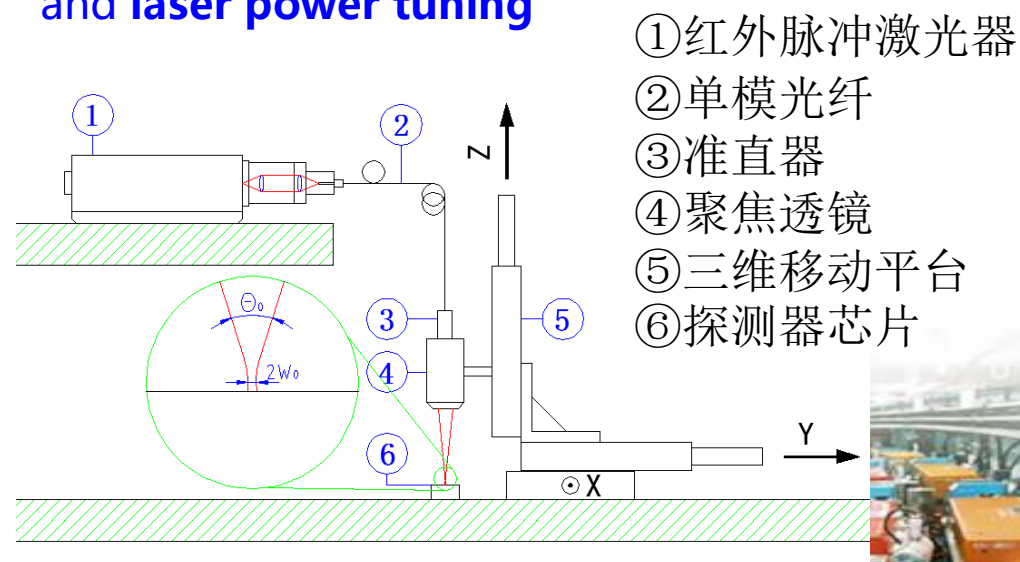 and laser power tuning
①红外脉冲激光器
②单模光纤
③准直器
④聚焦透镜
⑤三维移动平台
⑥探测器芯片
1
2
Z
Θ₀
3
5
2W₀
4
Y
6
X